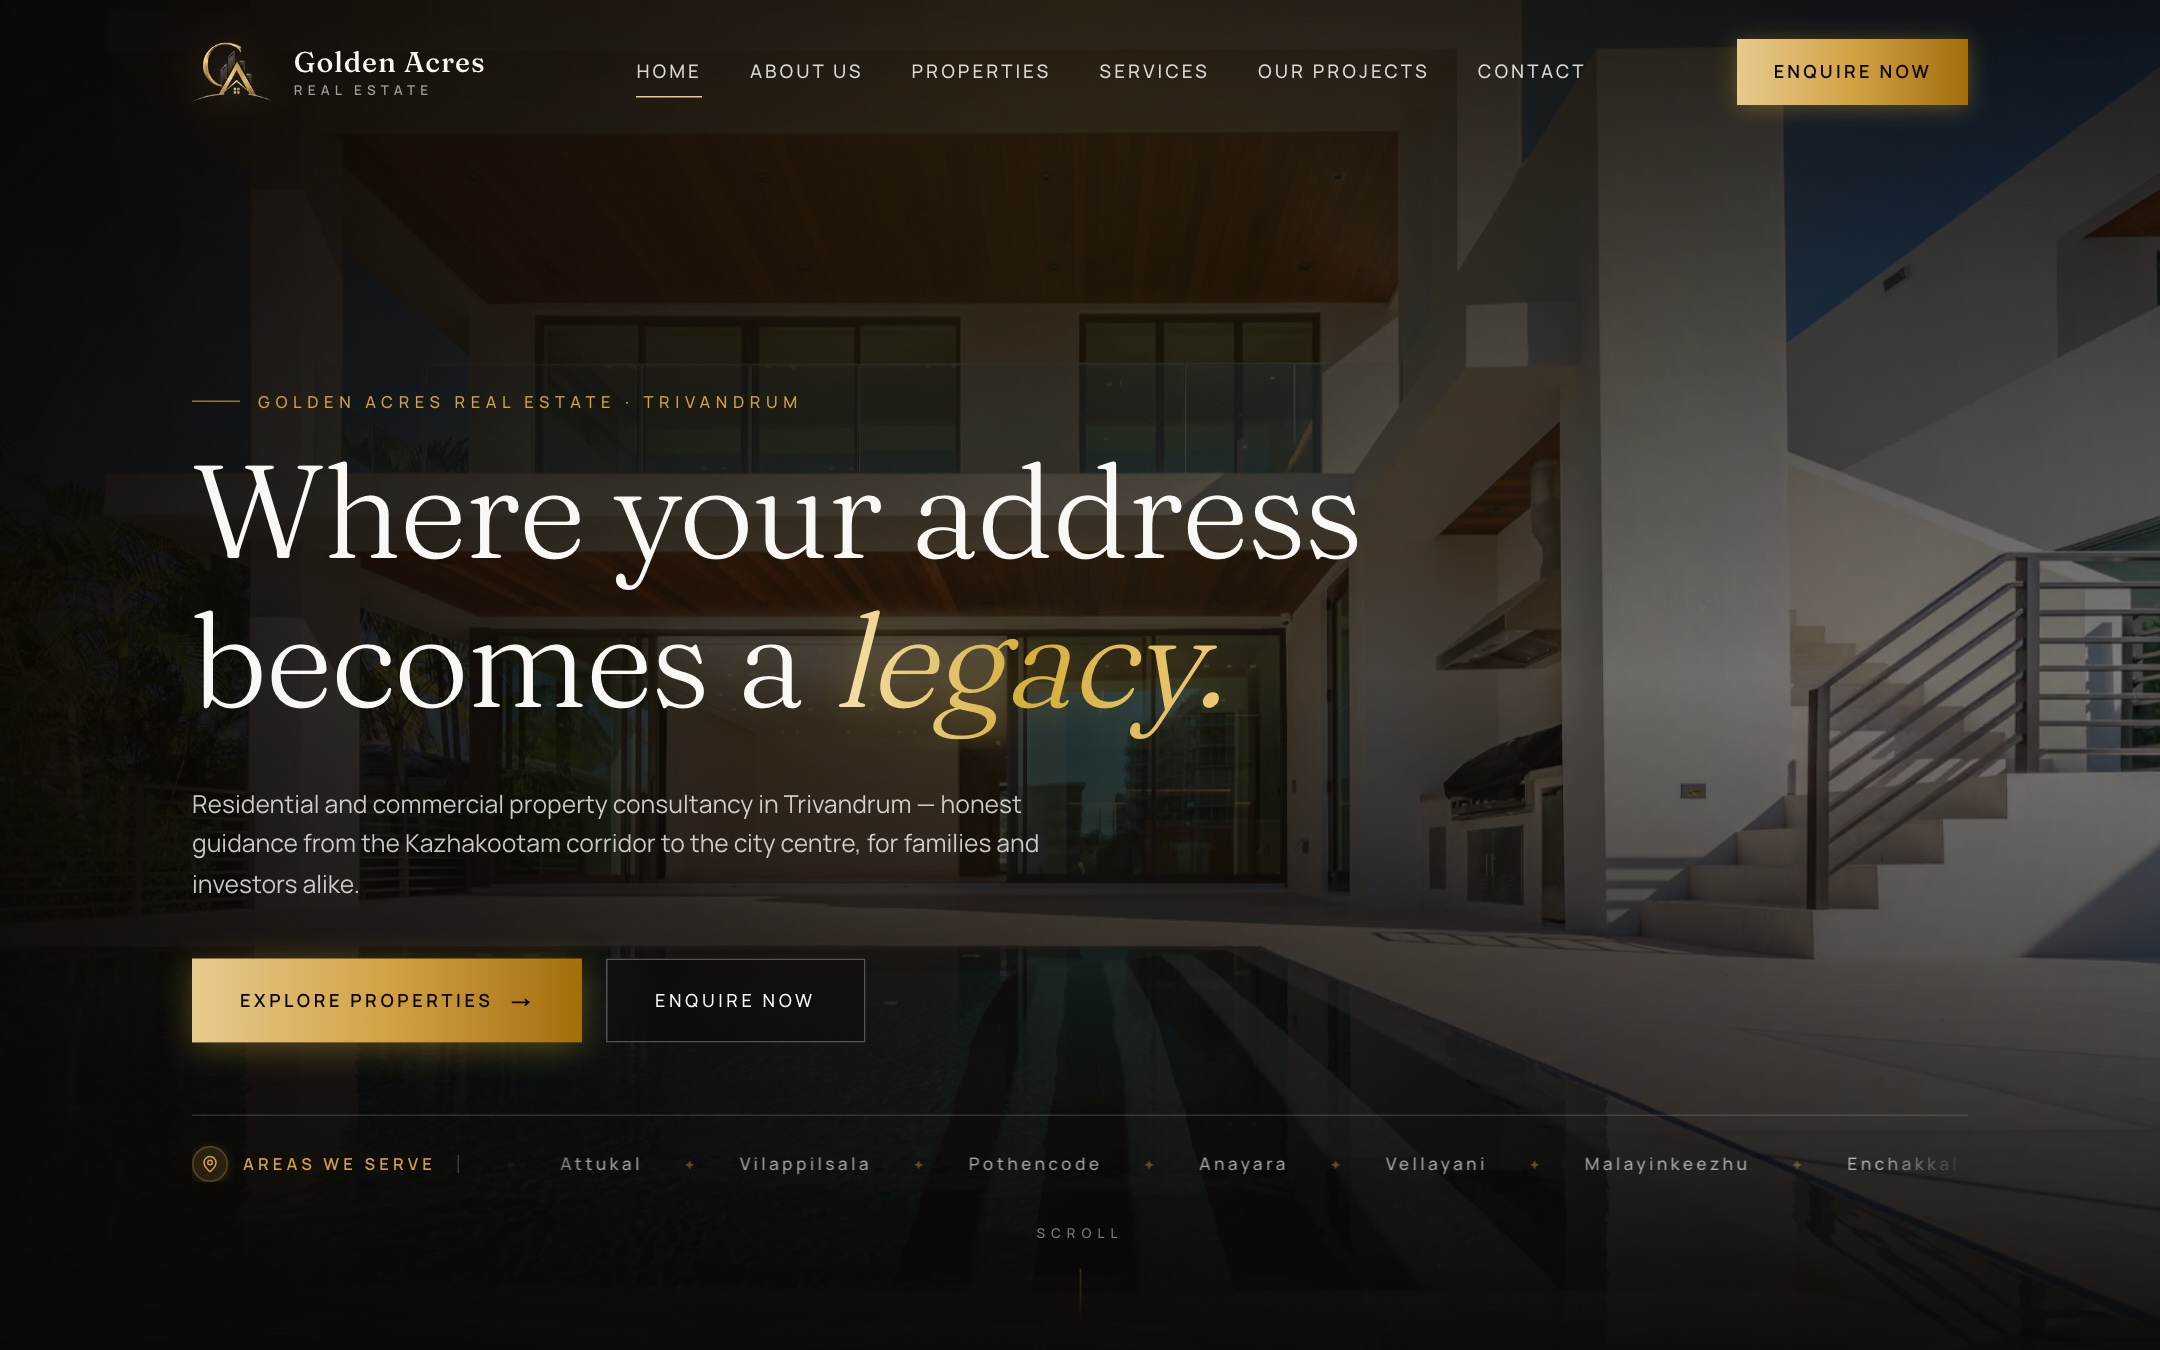 Golden Acres
REAL ESTATE
HOME ABOUT US PROPERTIES SERVICES OUR PROJECTS CONTACT
ENQUIRE NOW
GOLDEN ACRES REAL ESTATE · TRIVANDRUM
Where your address
becomes a legacy.
Residential and commercial property consultancy in Trivandrum — honest
guidance from the Kazhakootam corridor to the city centre, for families and
investors alike.
EXPLORE PROPERTIES →
ENQUIRE NOW
AREAS WE SERVE
Attukal ✦ Vilappilsala ✦ Pothencode ✦ Anayara ✦ Vellayani ✦ Malayinkeezhu ✦ Enchakkal
SCROLL